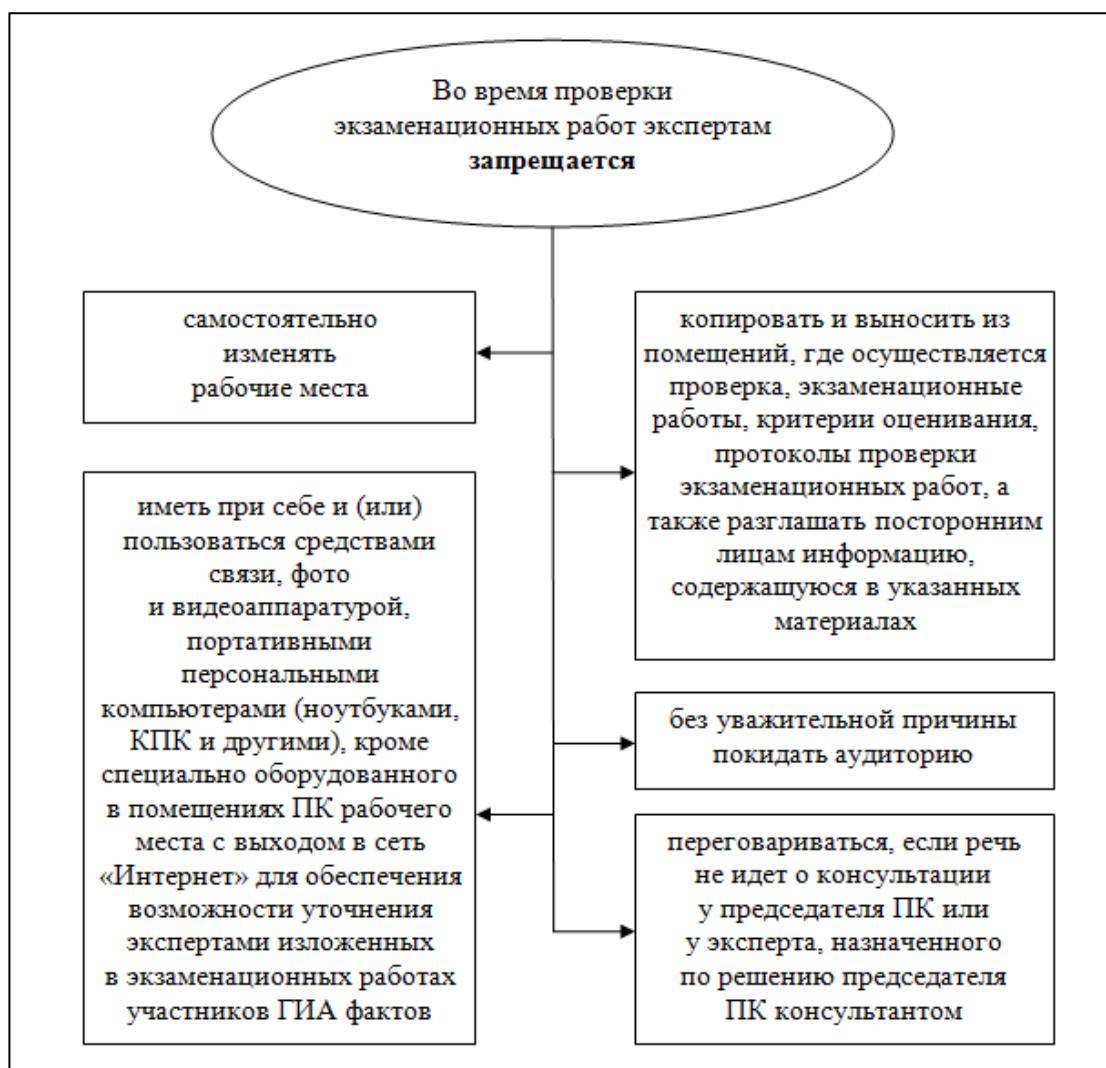 Во время проверки
экзаменационных работ экспертам
запрещается
самостоятельно
изменять
рабочие места
копировать и выносить из
помещений, где осуществляется
проверка, экзаменационные
работы, критерии оценивания,
протоколы проверки
экзаменационных работ, а
также разглашать посторонним
лицам информацию,
содержащуюся в указанных
материалах
иметь при себе и (или)
пользоваться средствами
связи, фото
и видеоаппаратурой,
портативными
персональными
компьютерами (ноутбуками,
КПК и другими), кроме
специально оборудованного
в помещениях ПК рабочего
места с выходом в сеть
«Интернет» для обеспечения
возможности уточнения
экспертами изложенных
в экзаменационных работах
участников ГИА фактов
без уважительной причины
покидать аудиторию
переговариваться, если речь
не идет о консультации
у председателя ПК или
у эксперта, назначенного
по решению председателя
ПК консультантом